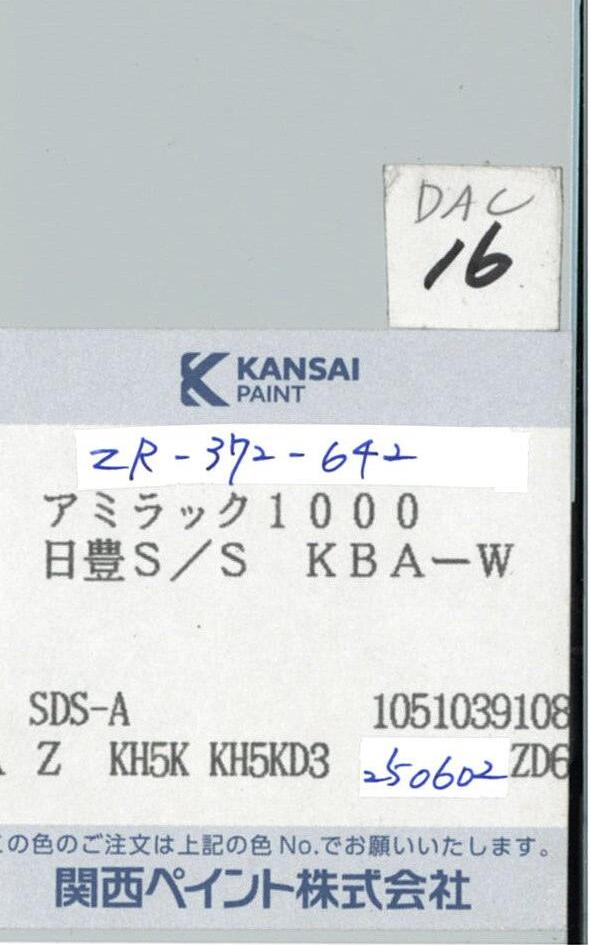 DAC
16
KANSAI
PAINT
ZR-372-642
アミラック1000
日豊S/S KBA-W
SDS-A 1051039108
Z KH5K KH5KD3 250602 ZD6
の色のご注文は上記の色No.でお願いいたします。
関西ペイント株式会社